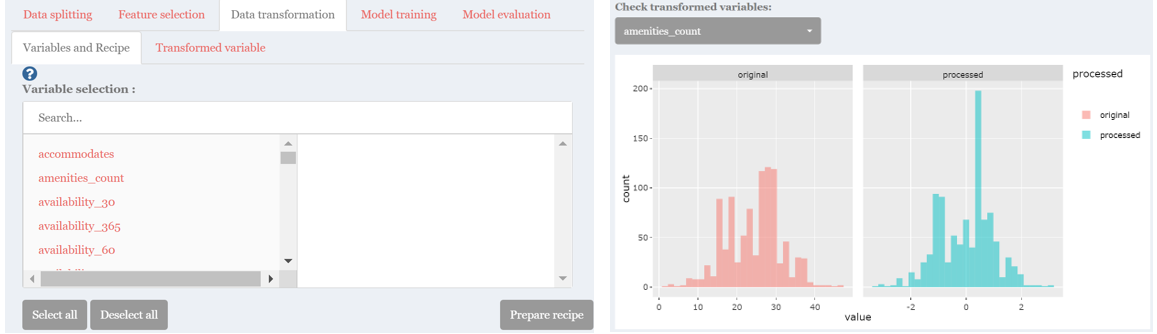 Data splitting Feature selection Data transformation Model training Model evaluation
Variables and Recipe Transformed variable
?
Variable selection :
Search...
accommodates
amenities_count
availability_30
availability_365
availability_60
Select all Deselect all Prepare recipe
Check transformed variables:
amenities_count
original processed processed
200
150
100
50
0
count
original
processed
0 10 20 30 40 -2 0 2
value